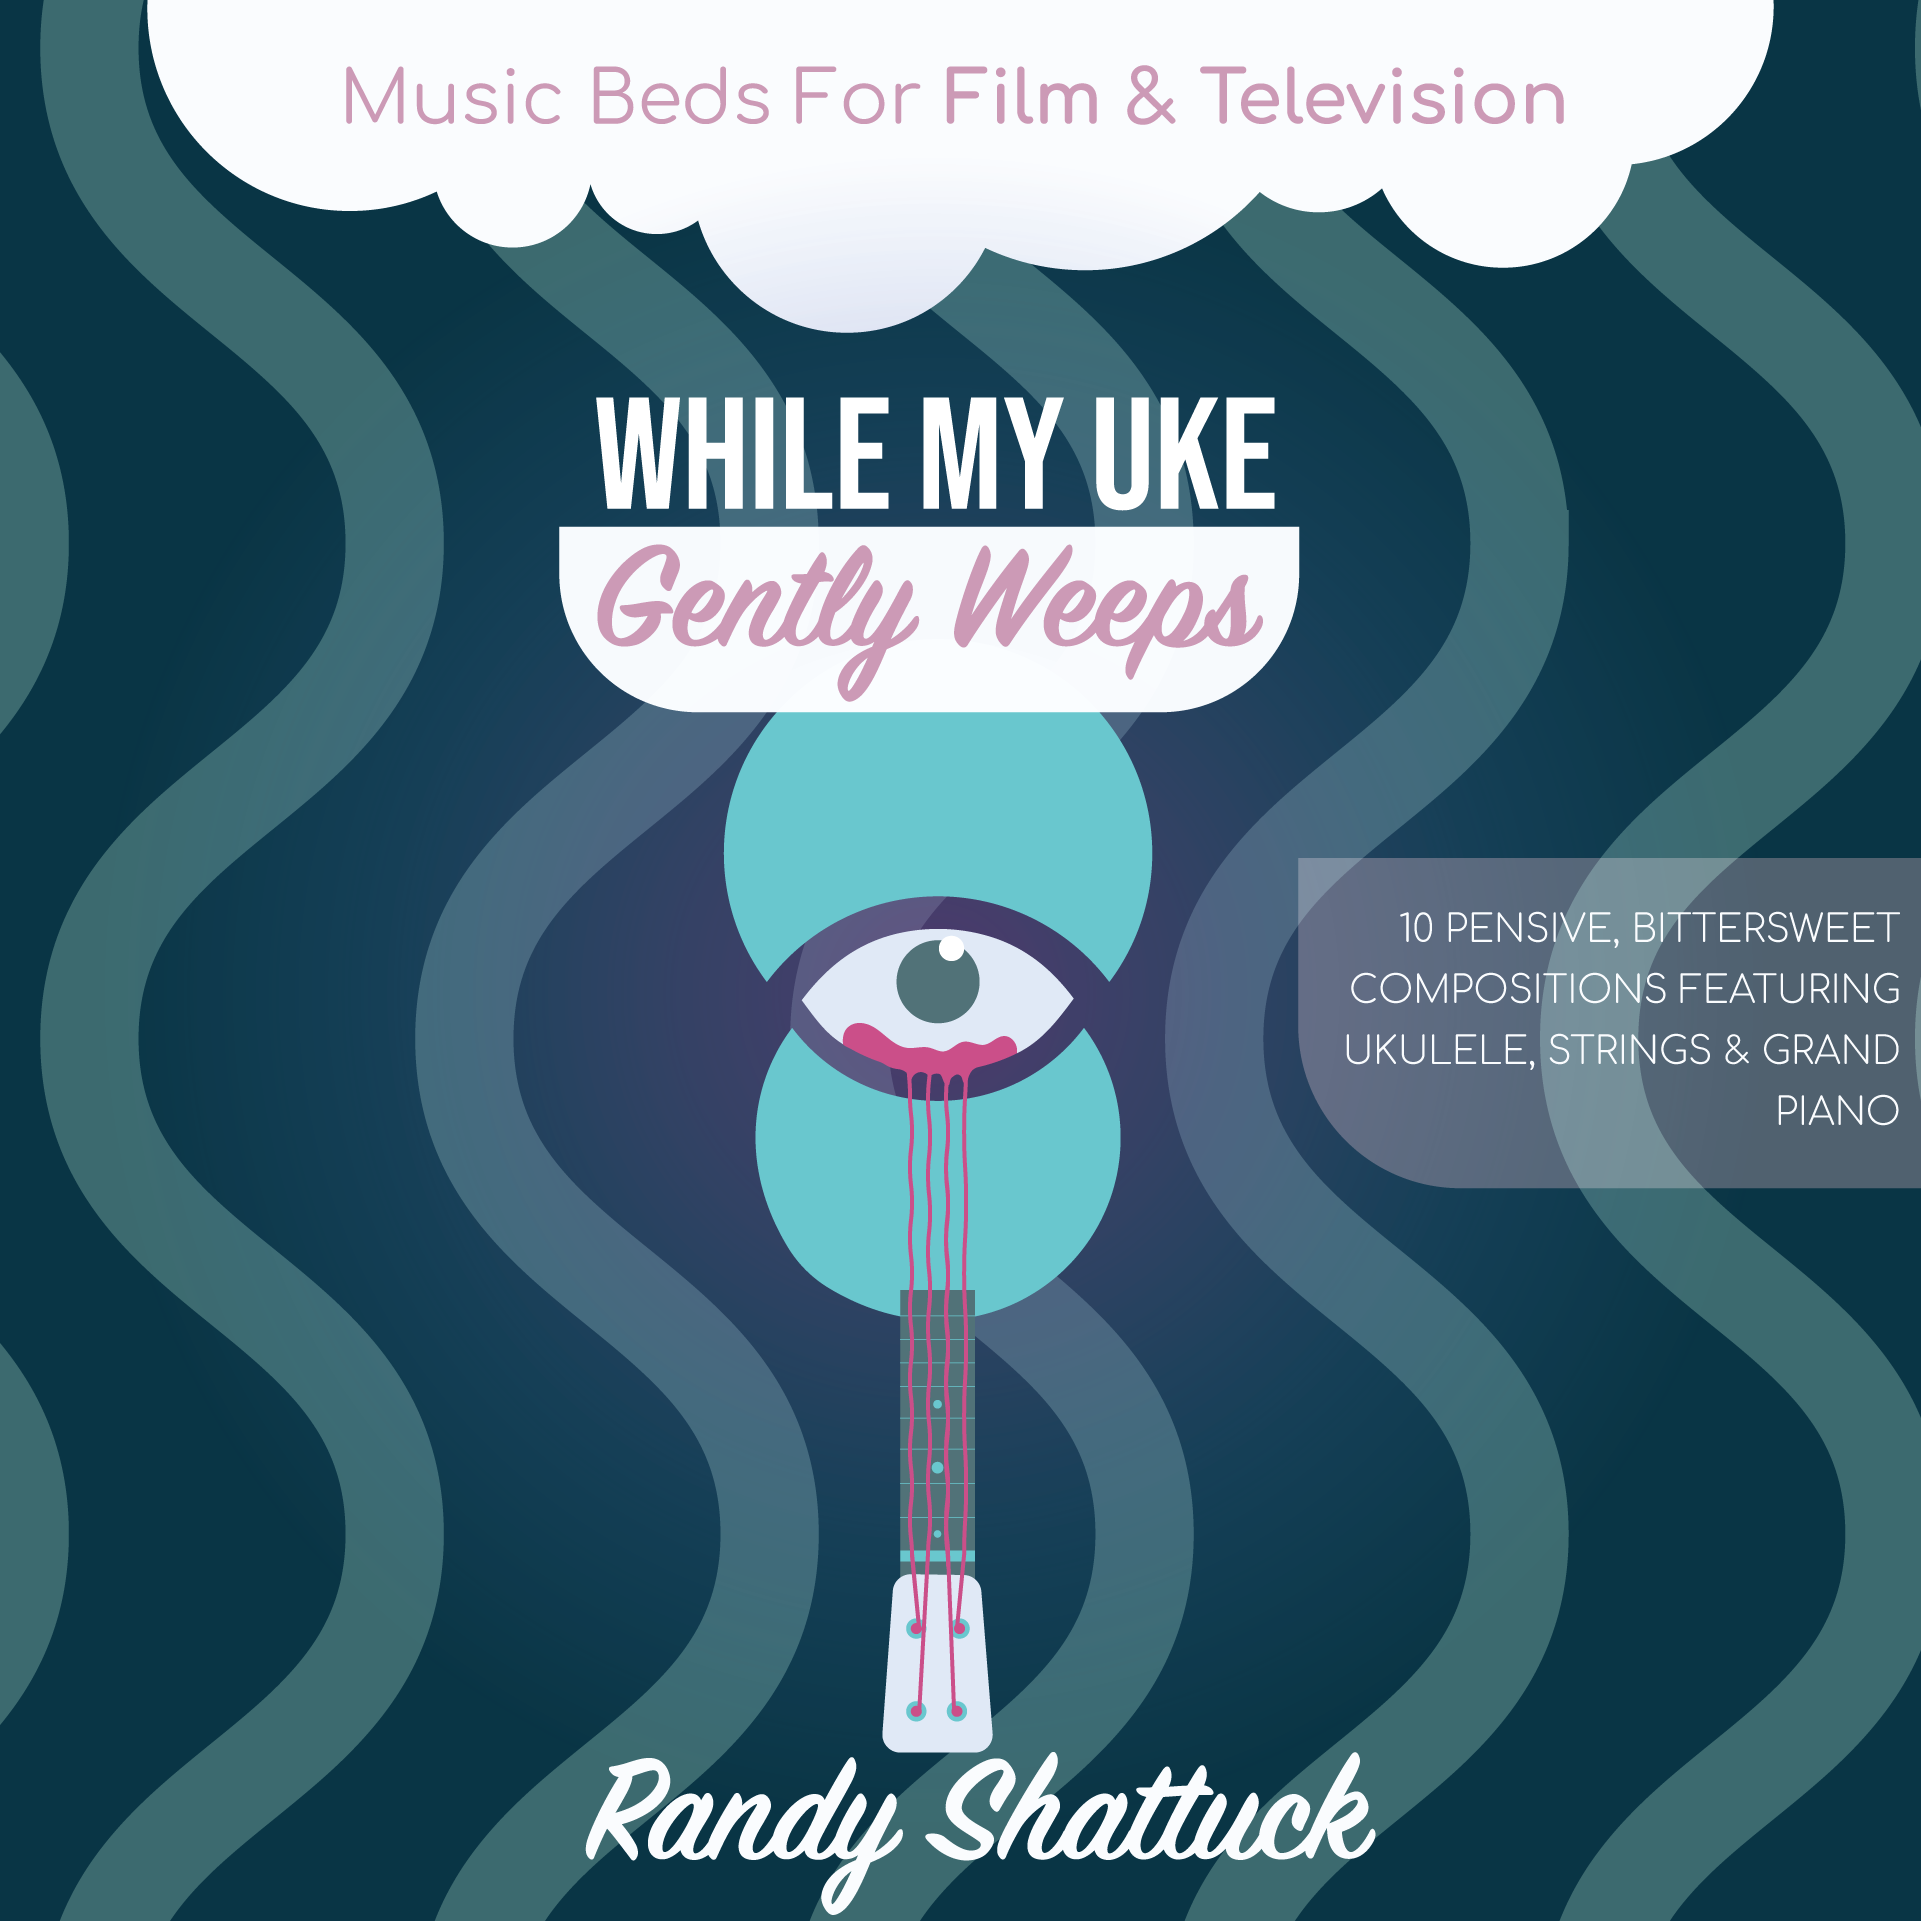 Music Beds For Film & Television
WHILE MY UKE
Gently Weeps
10 PENSIVE, BITTERSWEET
COMPOSITIONS FEATURING
UKULELE, STRINGS & GRAND
PIANO
Randy Shattuck